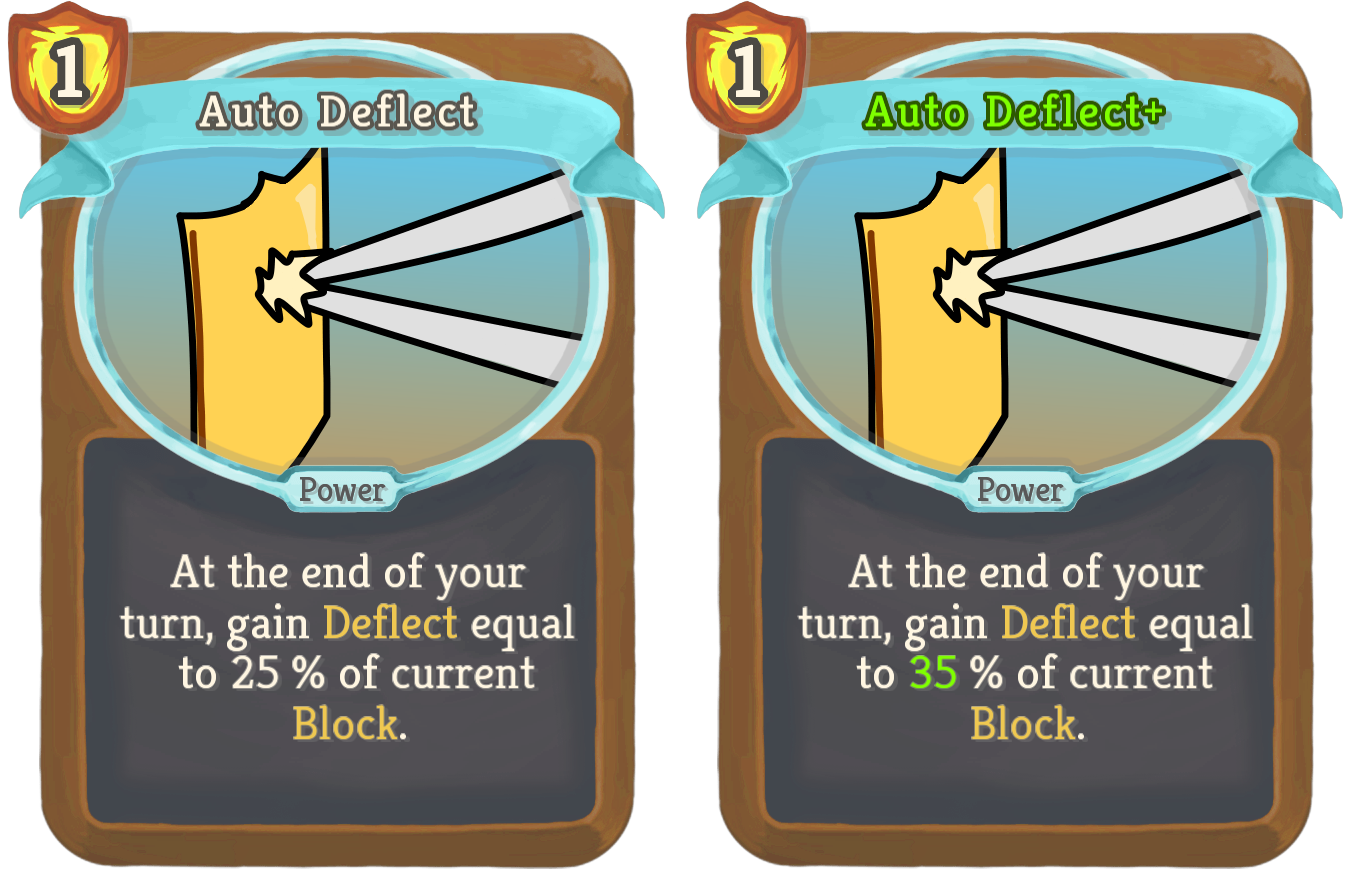 1
Auto Deflect
Power
At the end of your
turn, gain Deflect equal
to 25 % of current
Block.
1
Auto Deflect+
Power
At the end of your
turn, gain Deflect equal
to 35 % of current
Block.